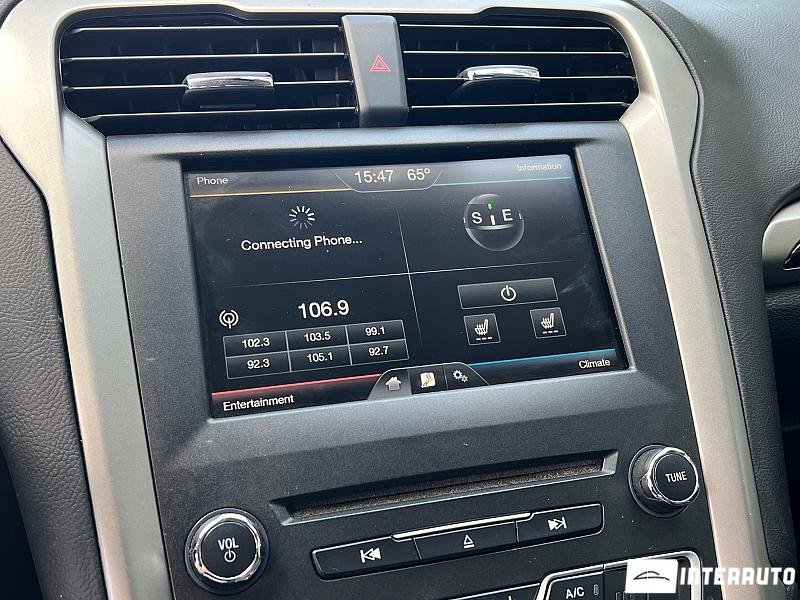 Phone
15:47 65°
Information
Connecting Phone...
S E
106.9
102.3 103.5 99.1
92.3 105.1 92.7
Entertainment
Climate
TUNE
VOL
A/C
INTERAUTO